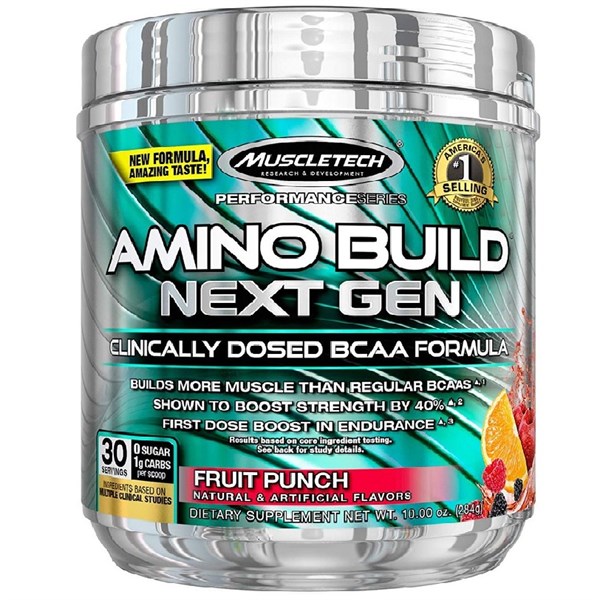 NEW FORMULA,
AMAZING TASTE!
MUSCLETECH®
RESEARCH & DEVELOPMENT
PERFORMANCESERIES
AMERICA'S
#1
SELLING
AMINO BUILD
NEXT GEN
CLINICALLY DOSED BCAA FORMULA
BUILDS MORE MUSCLE THAN REGULAR BCAAS ▲,1
SHOWN TO BOOST STRENGTH BY 40% ▲,2
FIRST DOSE BOOST IN ENDURANCE ▲,3
Results based on core ingredient testing.
See back for study details.
30
SERVINGS
0 SUGAR
1g CARBS
per scoop
INGREDIENTS BASED ON
MULTIPLE CLINICAL STUDIES
FRUIT PUNCH
NATURAL & ARTIFICIAL FLAVORS
DIETARY SUPPLEMENT NET WT. 10.00 oz. (284g)